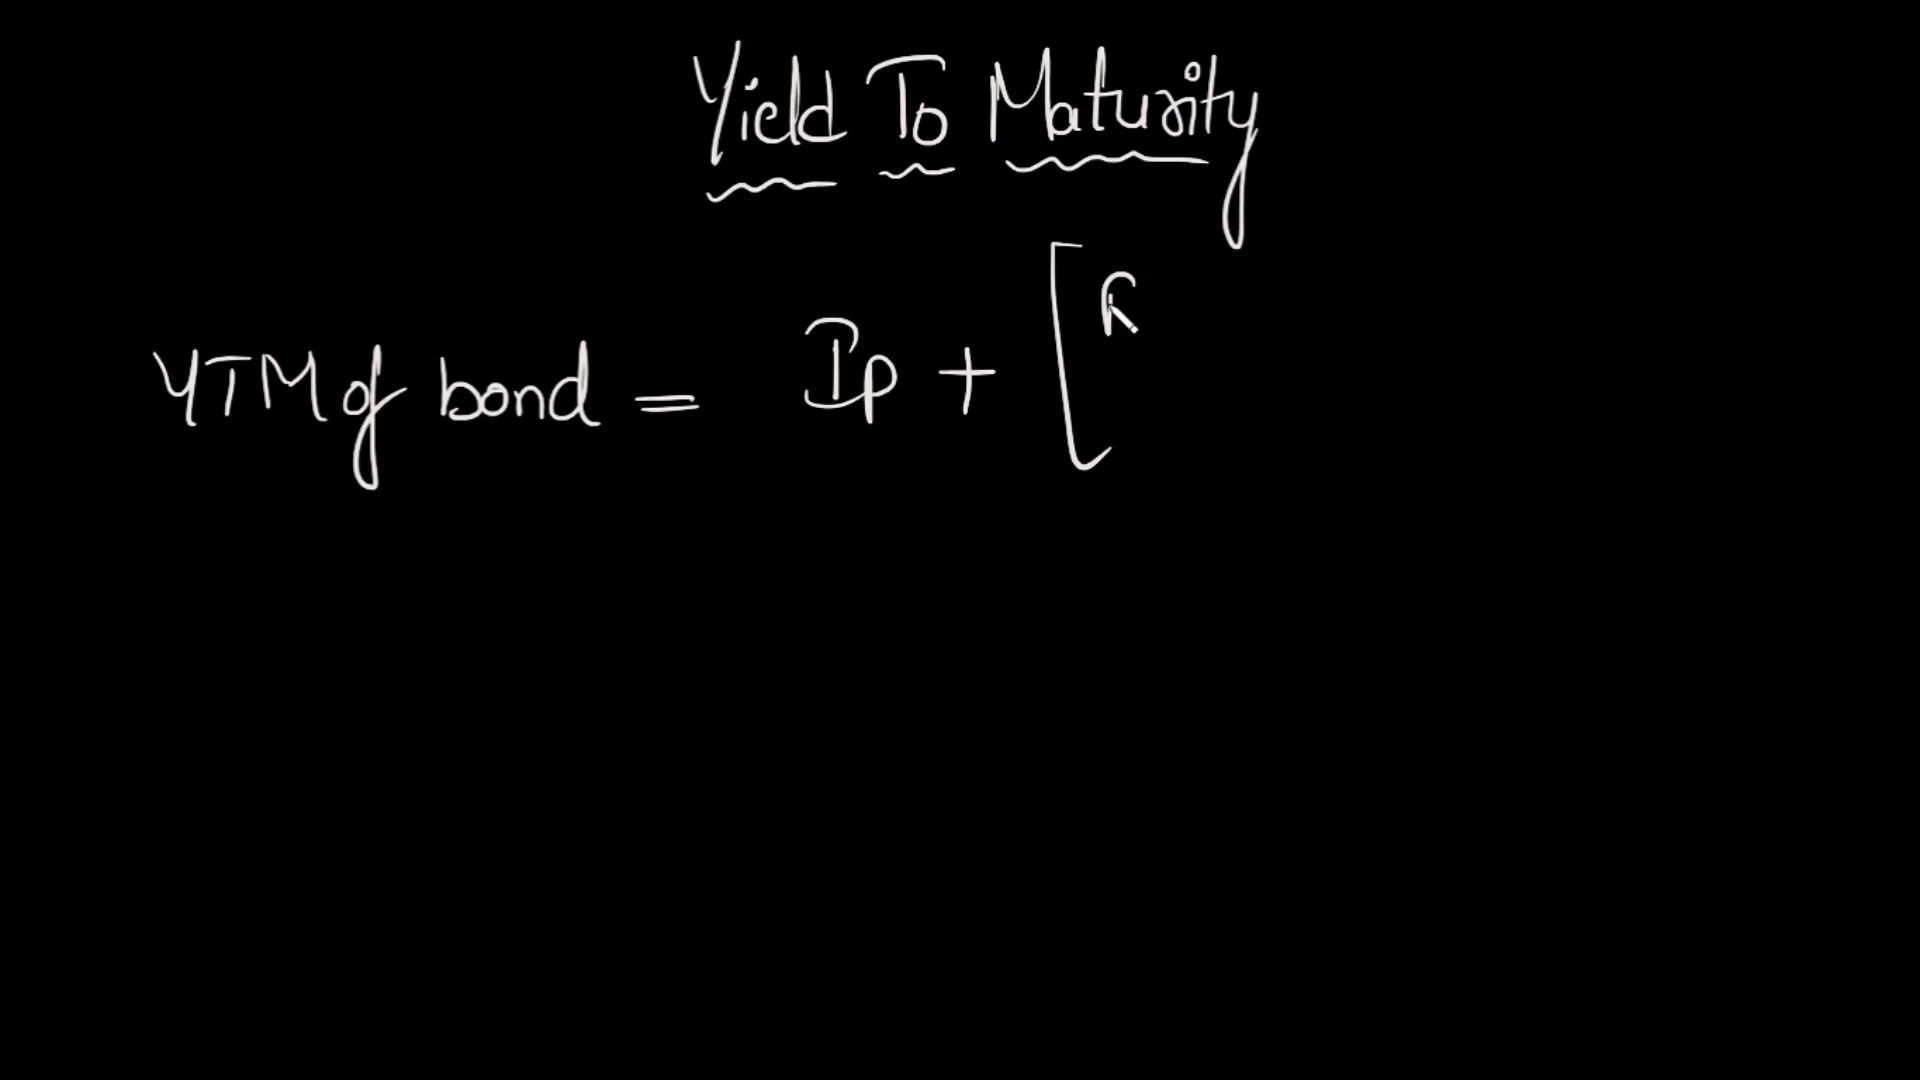 Yield To Maturity
YTM of bond = Ip + [R